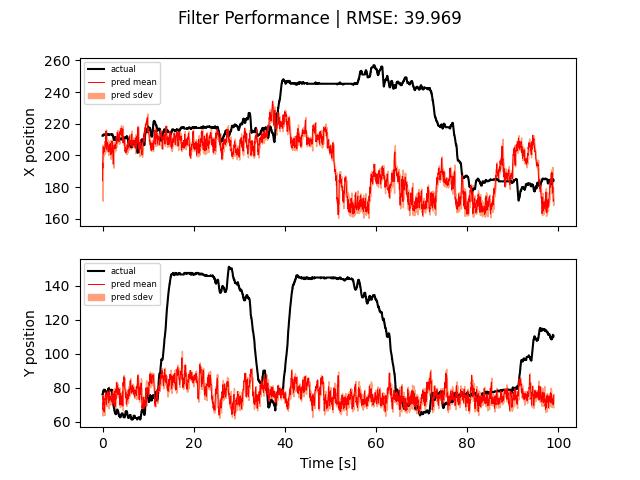 Filter Performance | RMSE: 39.969
260
240
220
200
180
160
X position
actual
pred mean
pred sdev
140
120
100
80
60
Y position
actual
pred mean
pred sdev
0 20 40 60 80 100
Time [s]